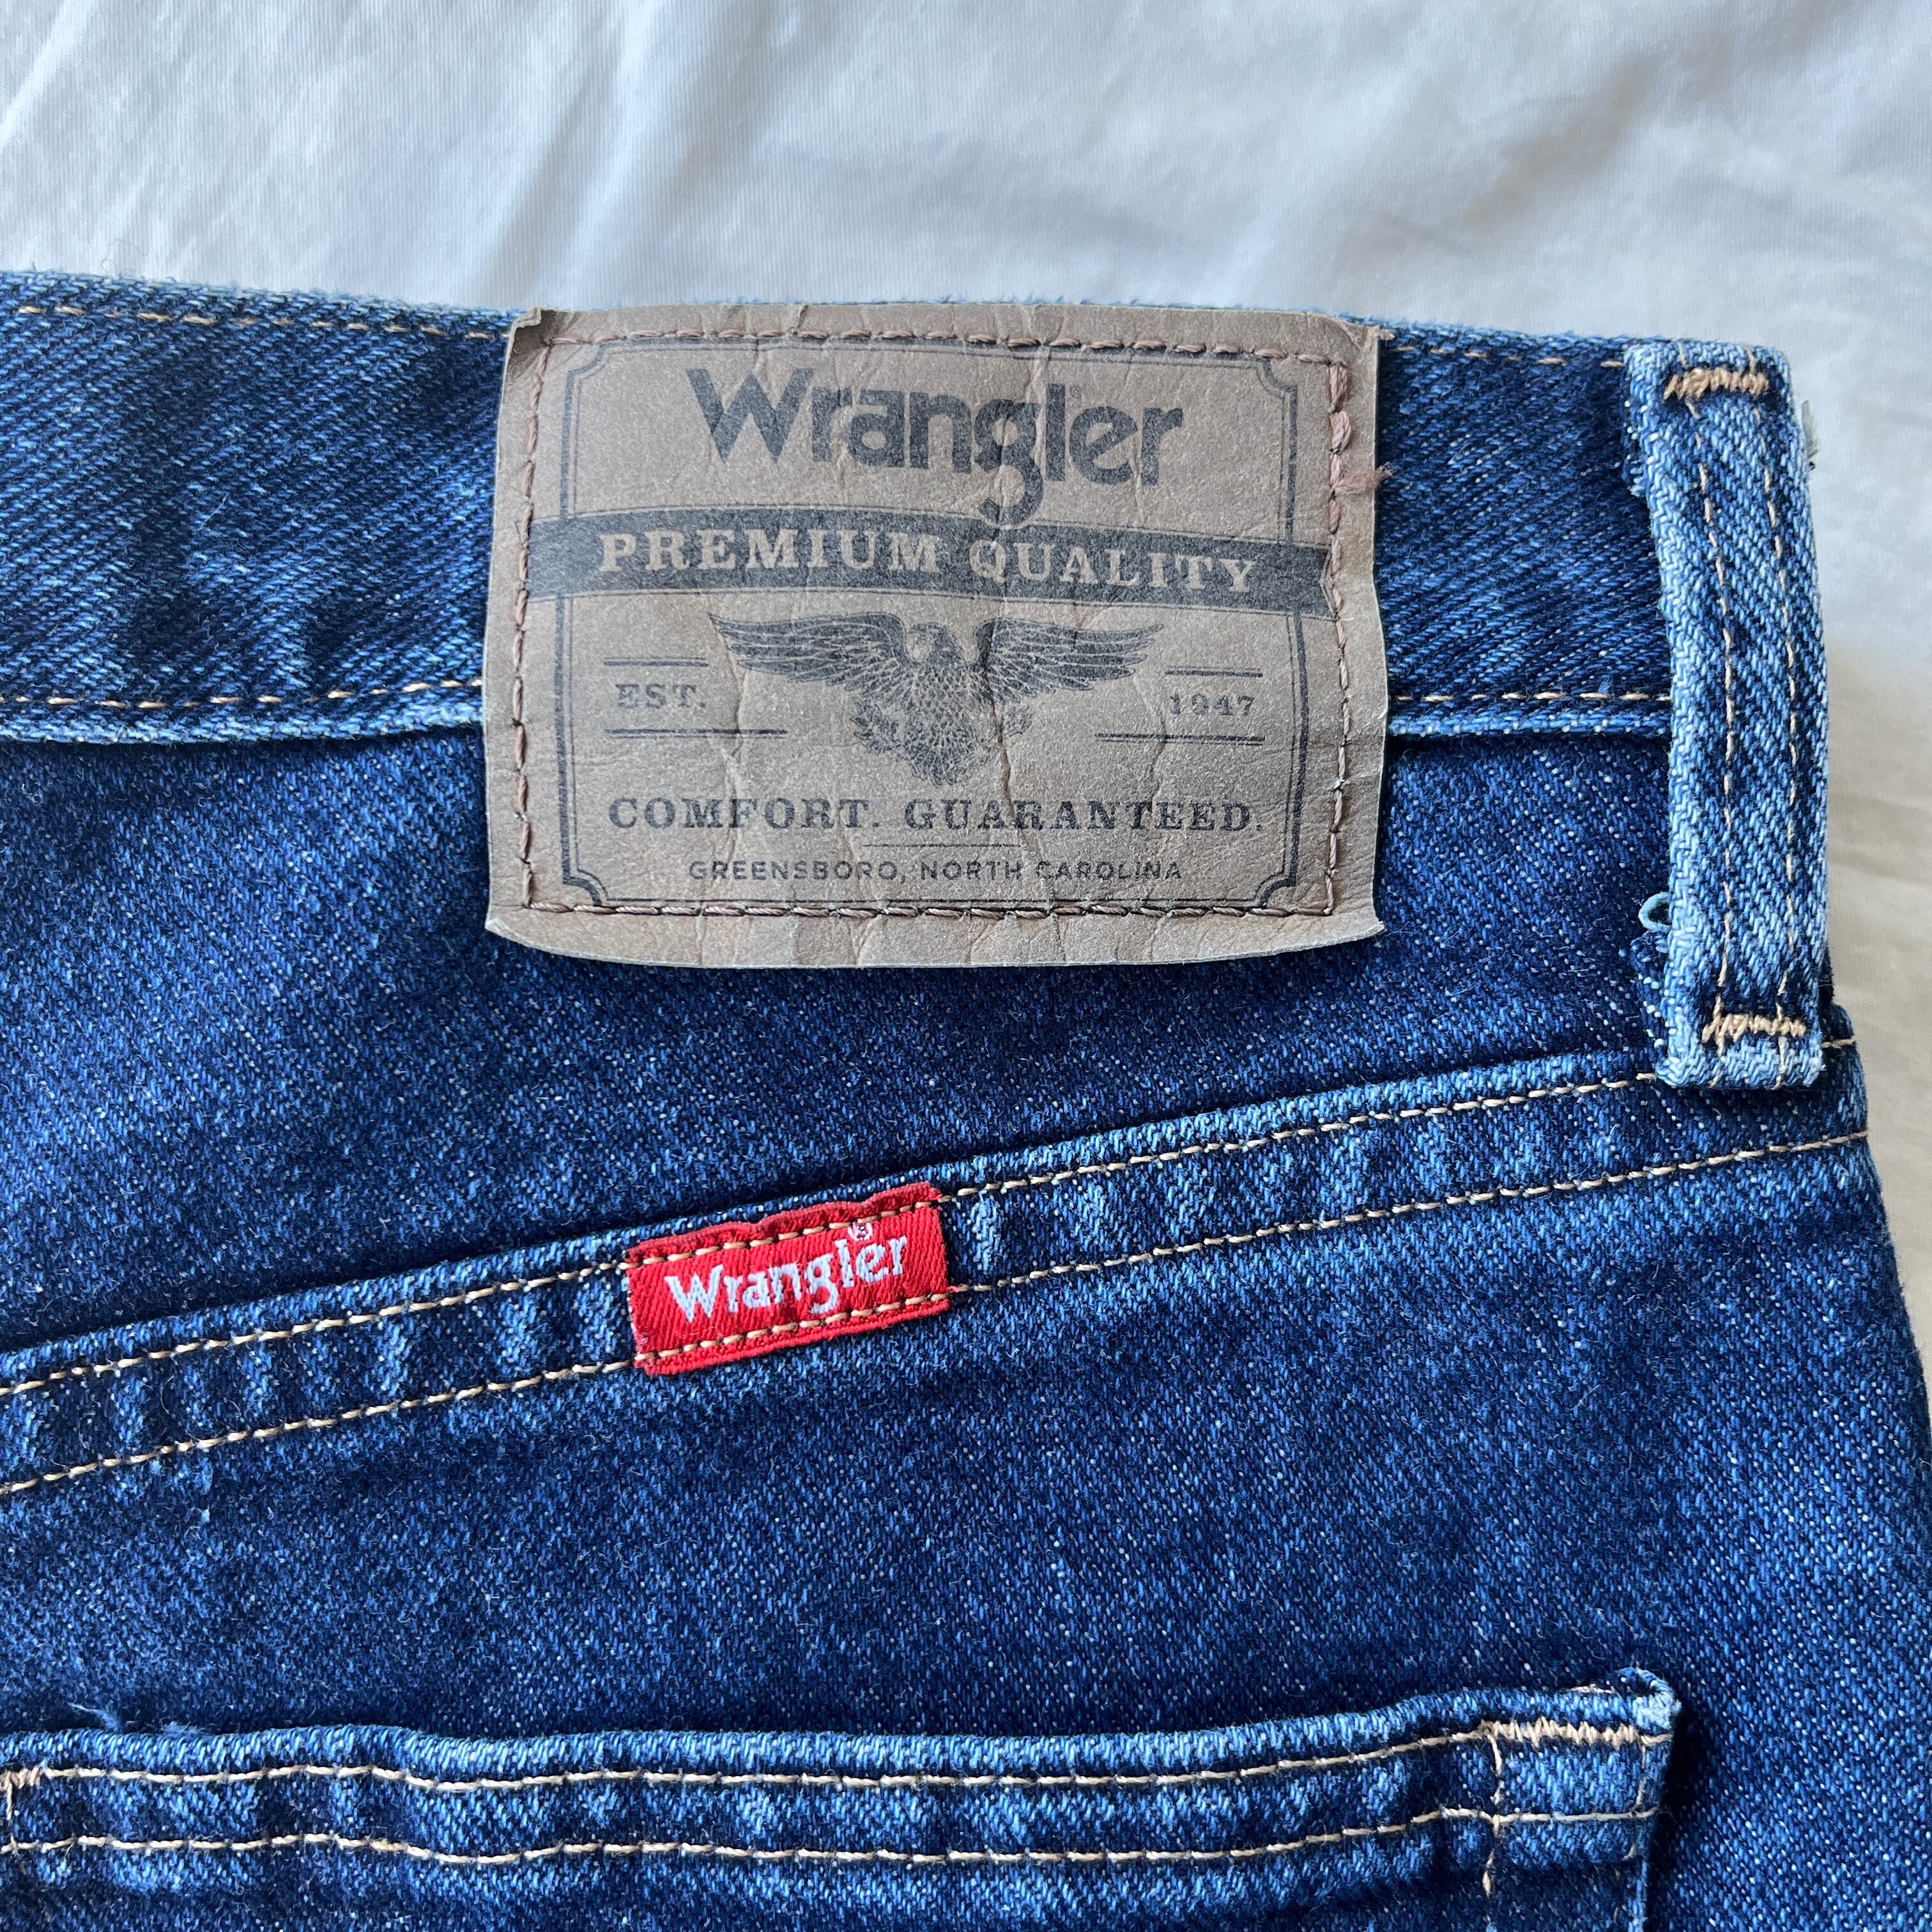 Wrangler
PREMIUM QUALITY
EST. 1947
COMFORT. GUARANTEED.
GREENSBORO, NORTH CAROLINA
Wrangler®